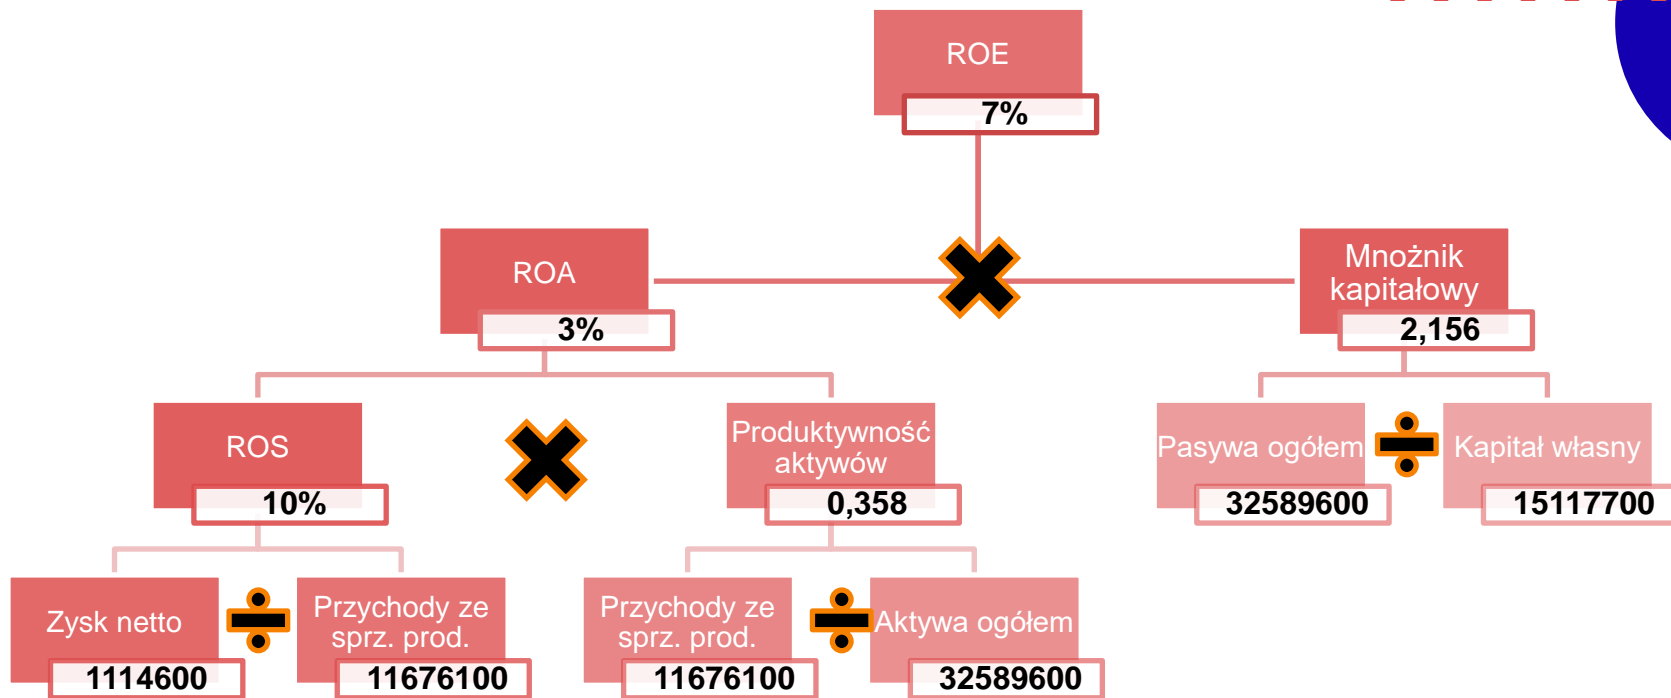 ROE
7%
ROA
3%
Mnożnik
kapitałowy
2,156
ROS
10%
Produktywność
aktywów
0,358
Pasywa ogółem
32589600
Kapitał własny
15117700
Zysk netto
1114600
Przychody ze
sprz. prod.
11676100
Przychody ze
sprz. prod.
11676100
Aktywa ogółem
32589600